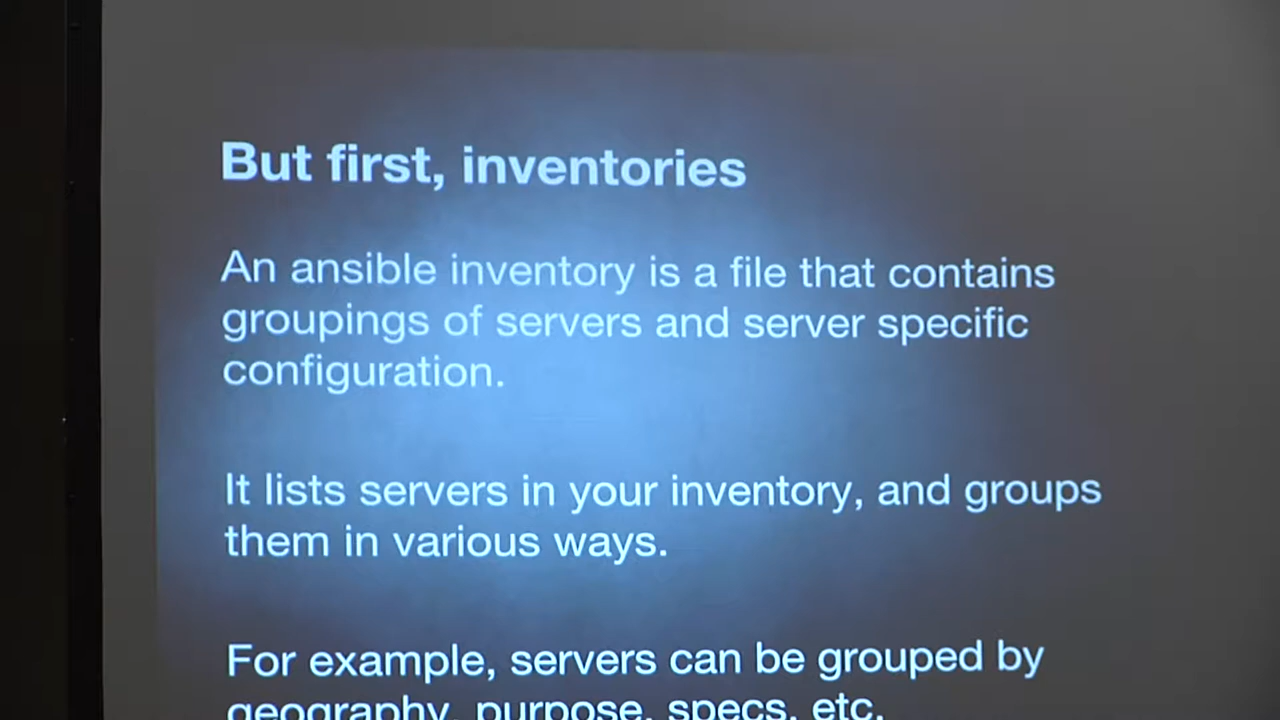 But first, inventories
An ansible inventory is a file that contains
groupings of servers and server specific
configuration.
It lists servers in your inventory, and groups
them in various ways.
For example, servers can be grouped by
geography, purpose, specs, etc.